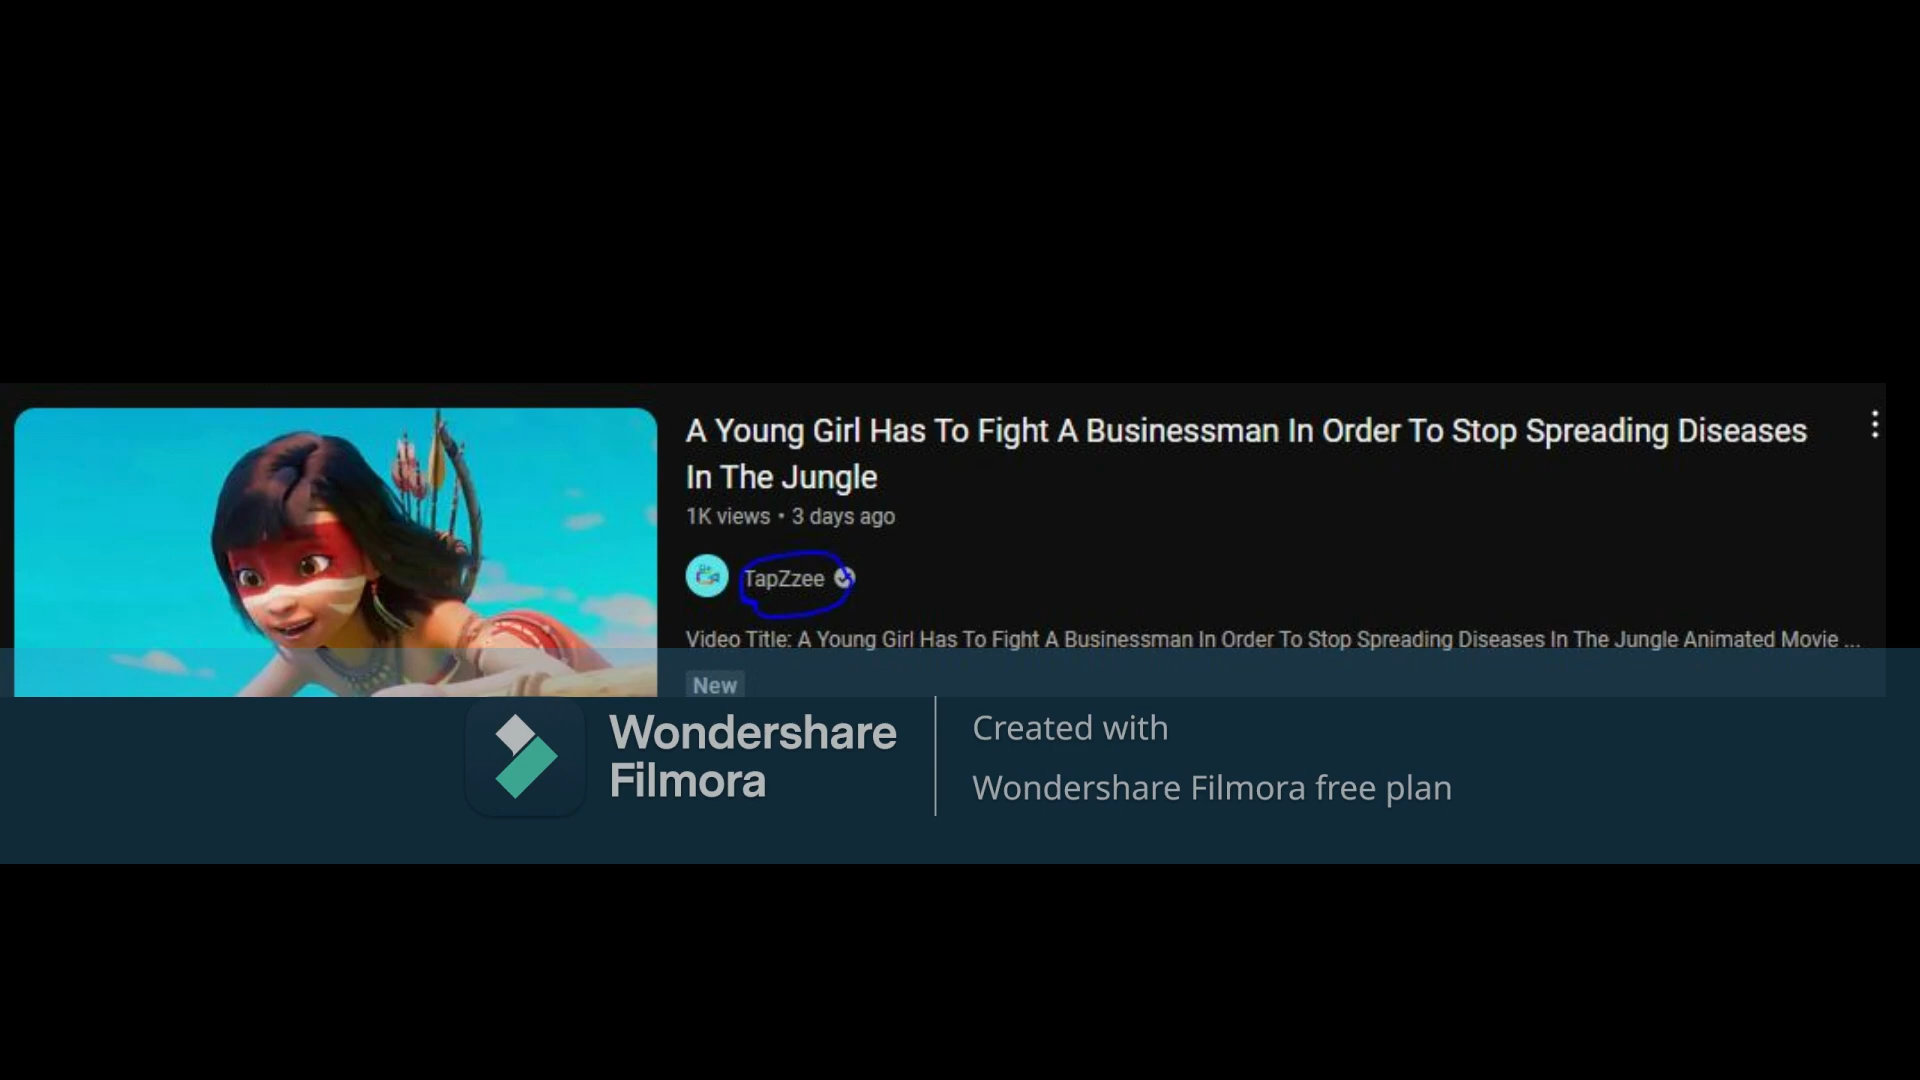 A Young Girl Has To Fight A Businessman In Order To Stop Spreading Diseases
In The Jungle
1K views • 3 days ago
TapZzee
Video Title: A Young Girl Has To Fight A Businessman In Order To Stop Spreading Diseases In The Jungle Animated Movie ...
New
Wondershare
Filmora
Created with
Wondershare Filmora free plan